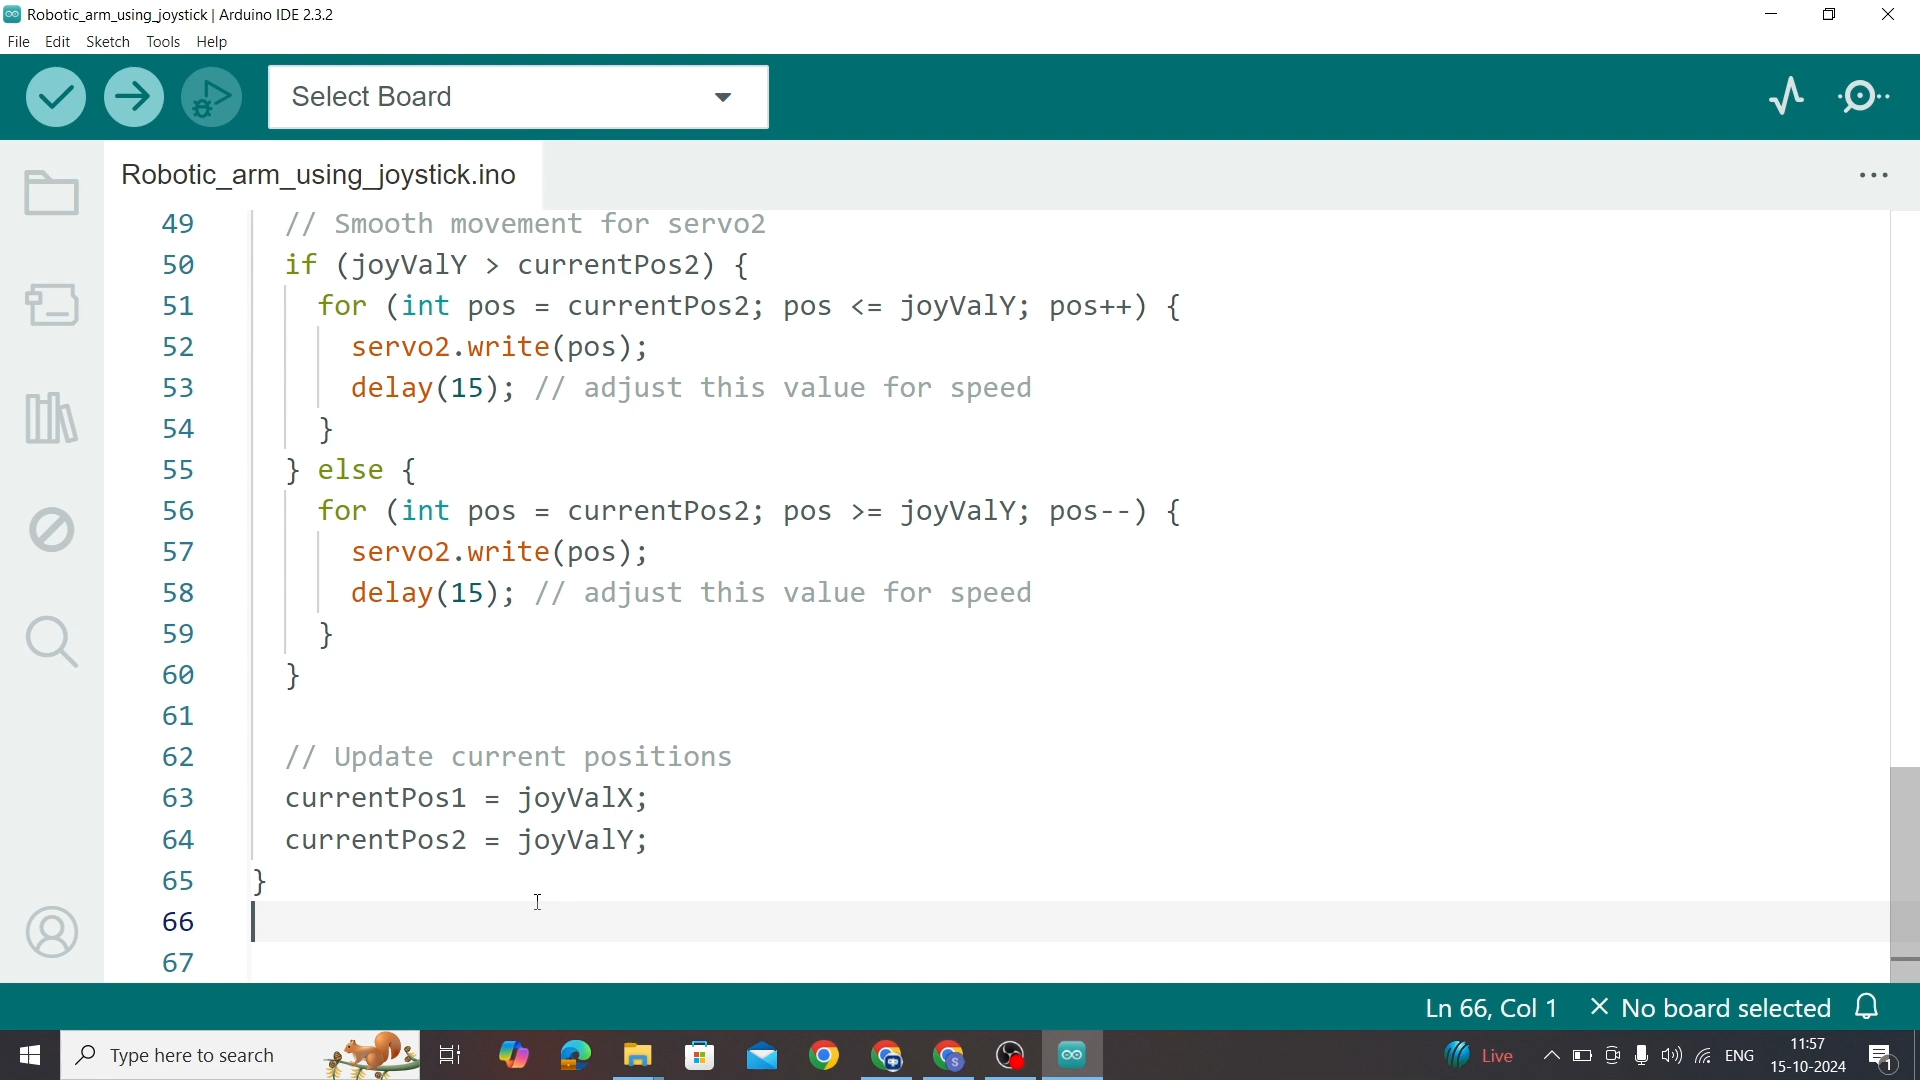 Robotic_arm_using_joystick | Arduino IDE 2.3.2
File Edit Sketch Tools Help
Select Board
Robotic_arm_using_joystick.ino
49 // Smooth movement for servo2
50 if (joyValY > currentPos2) {
51 for (int pos = currentPos2; pos <= joyValY; pos++) {
52 servo2.write(pos);
53 delay(15); // adjust this value for speed
54 }
55 } else {
56 for (int pos = currentPos2; pos >= joyValY; pos--) {
57 servo2.write(pos);
58 delay(15); // adjust this value for speed
59 }
60 }
61
62 // Update current positions
63 currentPos1 = joyValX;
64 currentPos2 = joyValY;
65 }
66
67
Ln 66, Col 1 No board selected
Type here to search
Live
ENG
11:57
15-10-2024
1